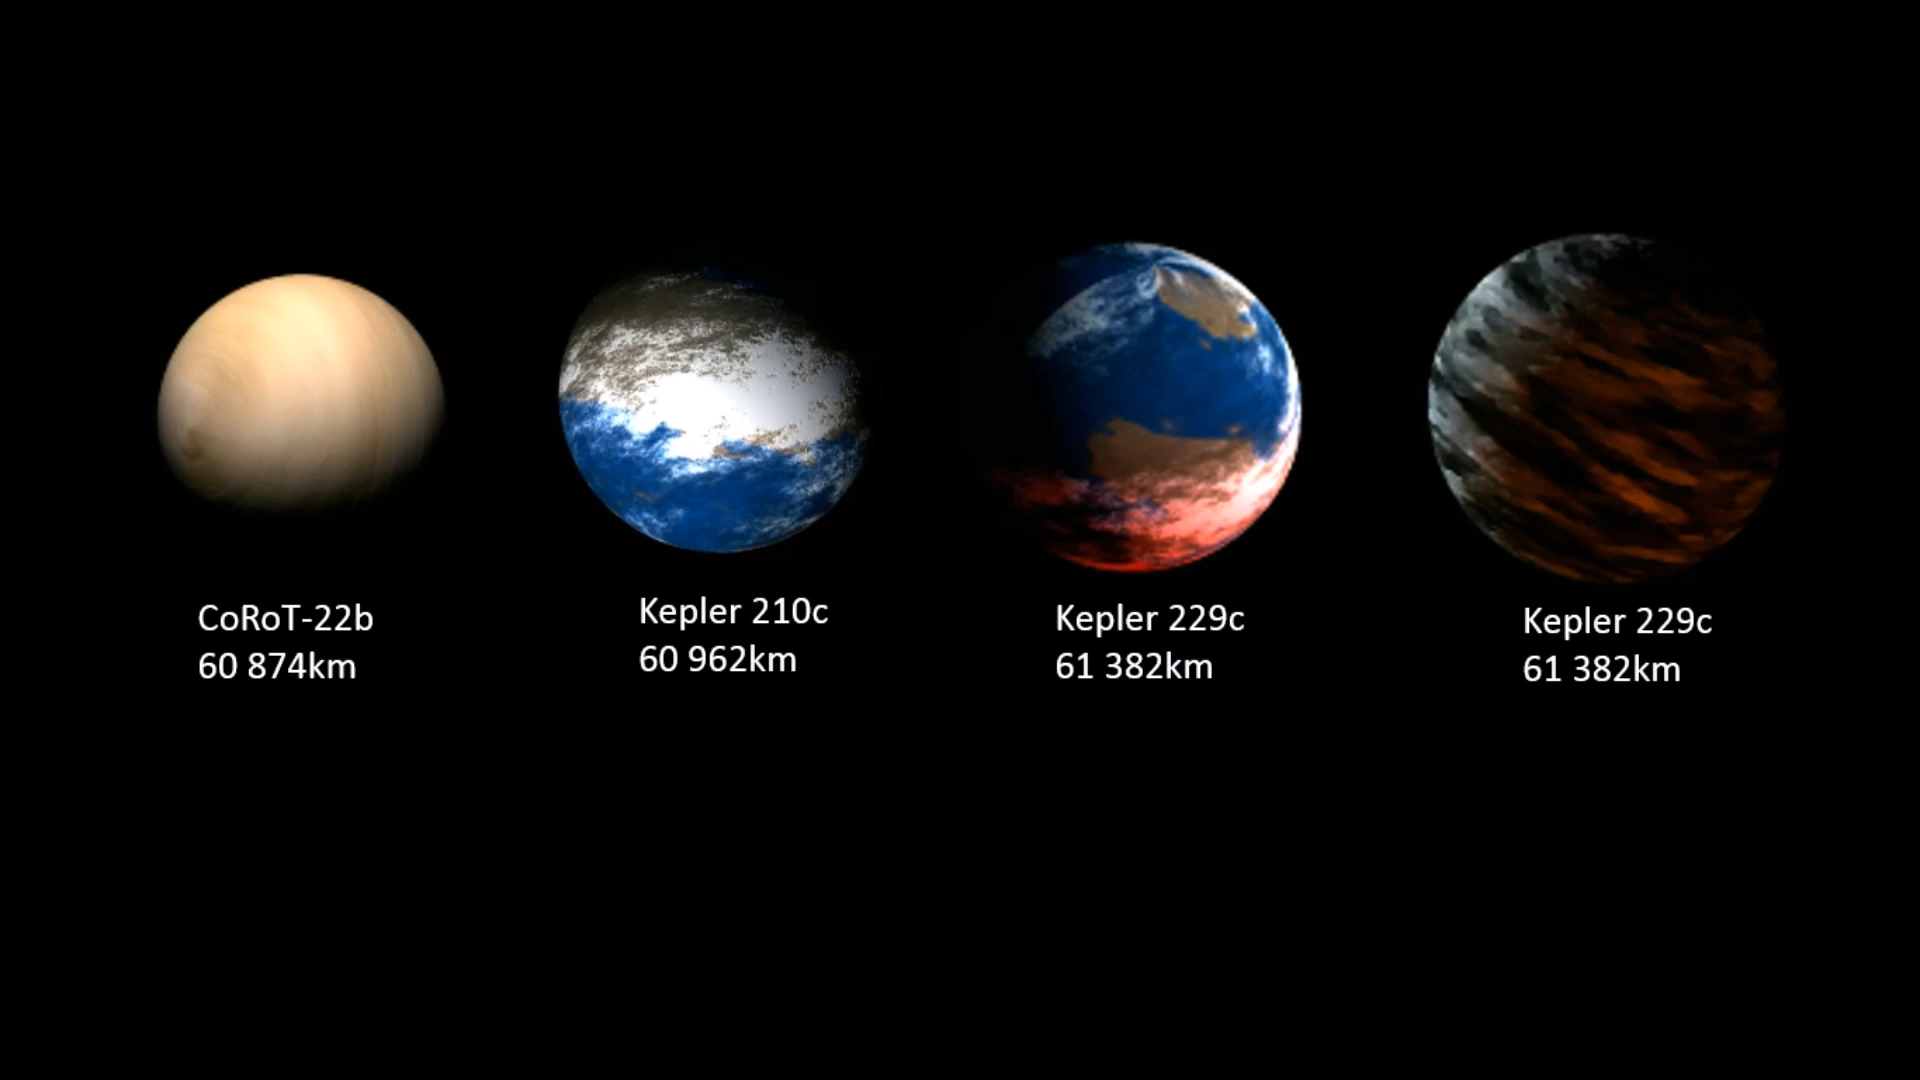 CoRoT-22b
60 874km
Kepler 210c
60 962km
Kepler 229c
61 382km
Kepler 229c
61 382km